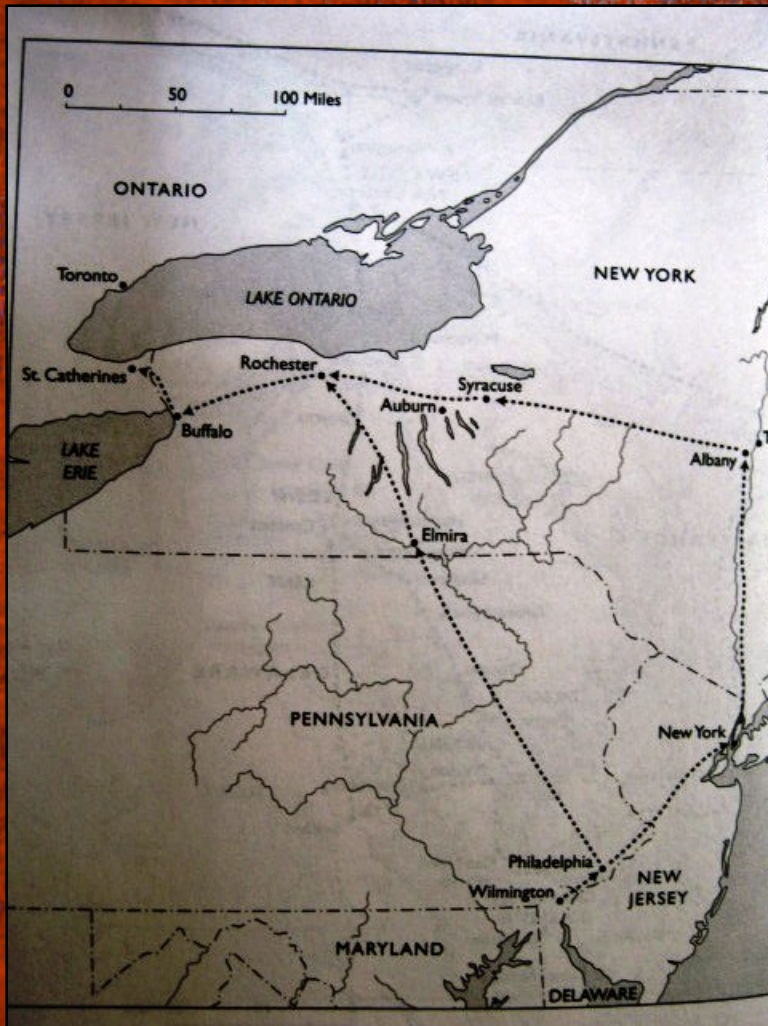 0 50 100 Miles
ONTARIO
Toronto
LAKE ONTARIO
NEW YORK
St. Catherines
Rochester
Syracuse
Auburn
Buffalo
LAKE
ERIE
Albany
T
Elmira
PENNSYLVANIA
New York
Philadelphia
Wilmington
NEW
JERSEY
MARYLAND
DELAWARE